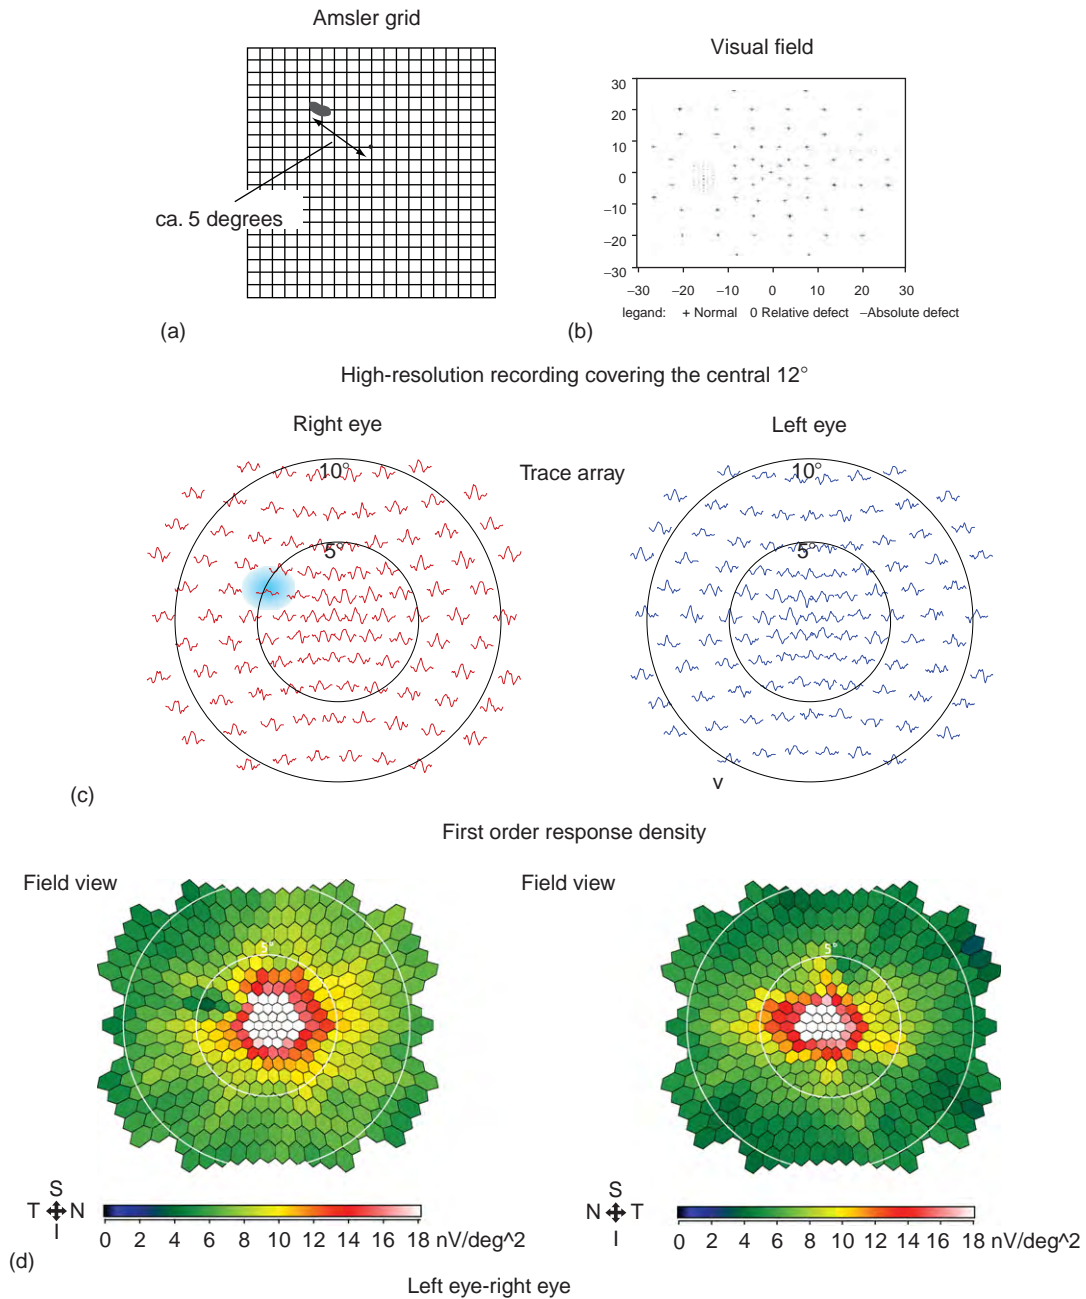 Amsler grid
ca. 5 degrees
(a)
Visual field
30
20
10
0
−10
−20
−30
−30 −20 −10 0 10 20 30
legand: + Normal 0 Relative defect −Absolute defect
(b)
High-resolution recording covering the central 12°
Right eye
Left eye
Trace array
10°
5°
10°
5°
v
(c)
First order response density
Field view
Field view
5°
5°
S
T N
I
0 2 4 6 8 10 12 14 16 18 nV/deg^2
S
N T
I
0 2 4 6 8 10 12 14 16 18 nV/deg^2
(d)
Left eye-right eye